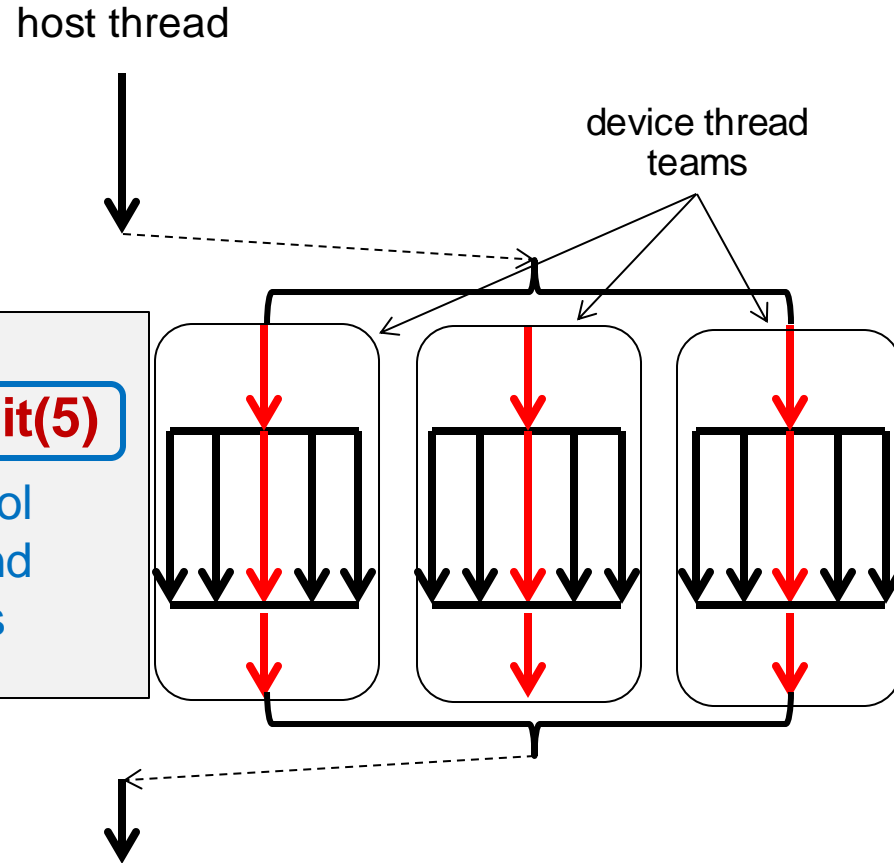 host thread
device thread
teams
it(5)
ol
nd
s